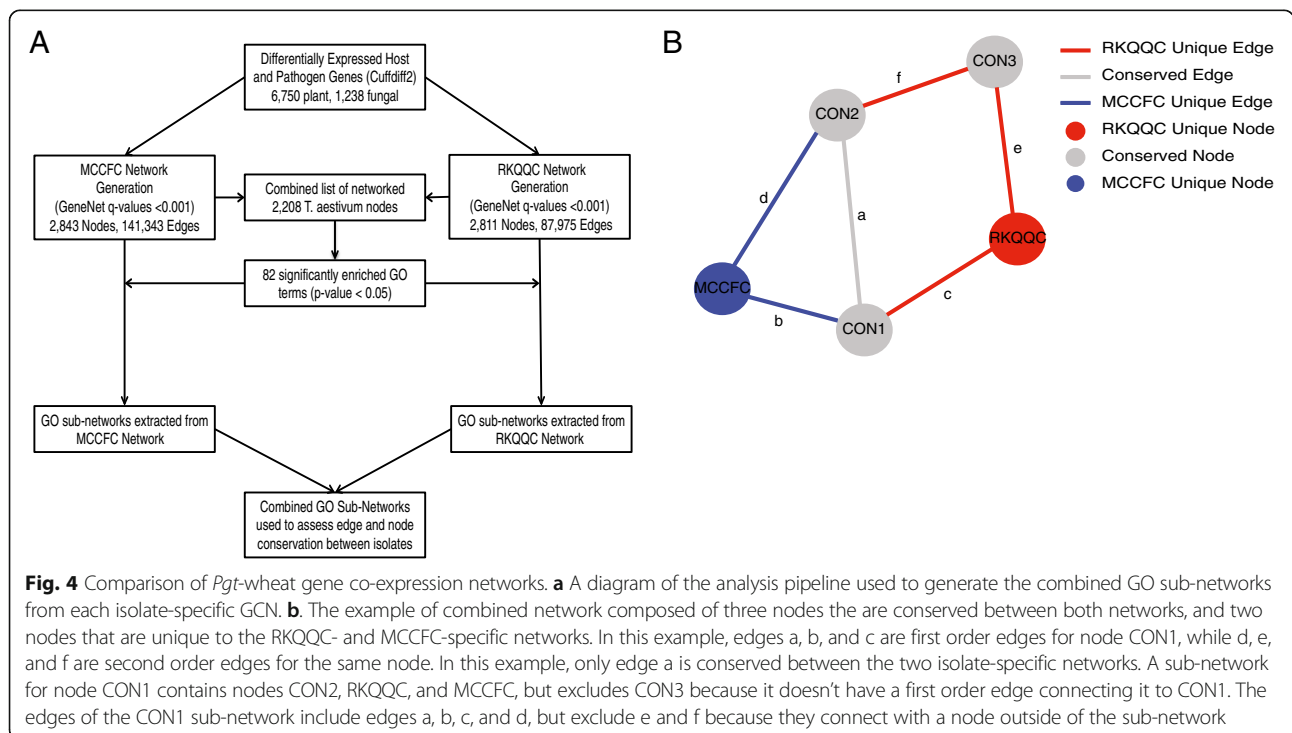 A
Differentially Expressed Host
and Pathogen Genes (Cuffdiff2)
6,750 plant, 1,238 fungal
MCCFC Network
Generation
(GeneNet q-values <0.001)
2,843 Nodes, 141,343 Edges
Combined list of networked
2,208 T. aestivum nodes
RKQQC Network
Generation
(GeneNet q-values <0.001)
2,811 Nodes, 87,975 Edges
82 significantly enriched GO
terms (p-value < 0.05)
GO sub-networks extracted from
MCCFC Network
GO sub-networks extracted from
RKQQC Network
Combined GO Sub-Networks
used to assess edge and node
conservation between isolates
B
CON3
f
CON2
e
d
a
RKQQC
MCCFC
c
b
CON1
RKQQC Unique Edge
Conserved Edge
MCCFC Unique Edge
RKQQC Unique Node
Conserved Node
MCCFC Unique Node
Fig. 4 Comparison of Pgt-wheat gene co-expression networks. a A diagram of the analysis pipeline used to generate the combined GO sub-networks
from each isolate-specific GCN. b. The example of combined network composed of three nodes the are conserved between both networks, and two
nodes that are unique to the RKQQC- and MCCFC-specific networks. In this example, edges a, b, and c are first order edges for node CON1, while d, e,
and f are second order edges for the same node. In this example, only edge a is conserved between the two isolate-specific networks. A sub-network
for node CON1 contains nodes CON2, RKQQC, and MCCFC, but excludes CON3 because it doesn't have a first order edge connecting it to CON1. The
edges of the CON1 sub-network include edges a, b, c, and d, but exclude e and f because they connect with a node outside of the sub-network